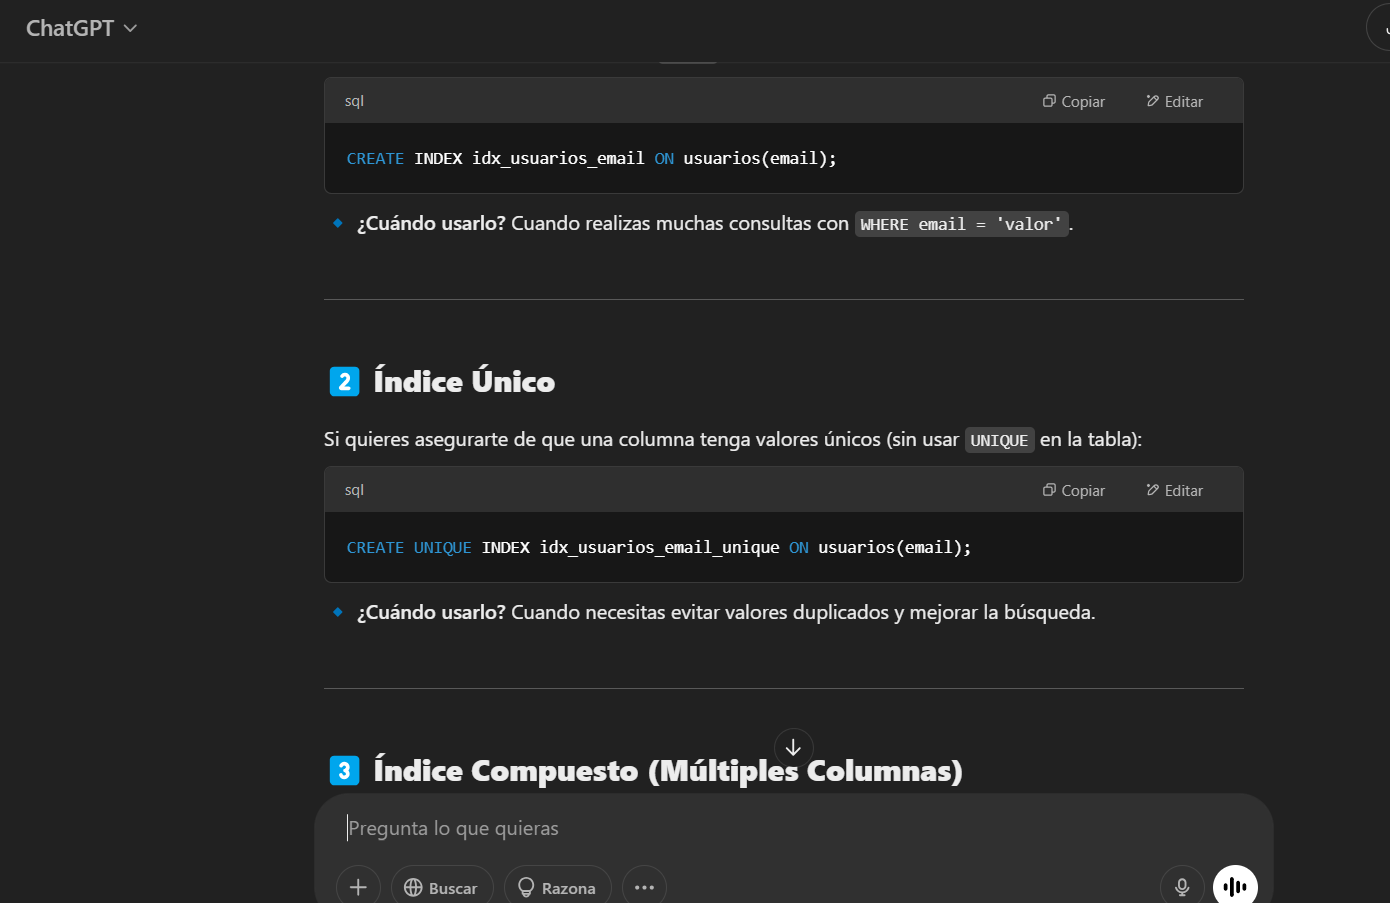 ChatGPT
sql
Copiar
Editar
CREATE INDEX idx_usuarios_email ON usuarios(email);
¿Cuándo usarlo? Cuando realizas muchas consultas con WHERE email = 'valor'.
2 Índice Único
Si quieres asegurarte de que una columna tenga valores únicos (sin usar UNIQUE en la tabla):
sql
Copiar
Editar
CREATE UNIQUE INDEX idx_usuarios_email_unique ON usuarios(email);
¿Cuándo usarlo? Cuando necesitas evitar valores duplicados y mejorar la búsqueda.
3 Índice Compuesto (Múltiples Columnas)
Pregunta lo que quieras
Buscar
Razona